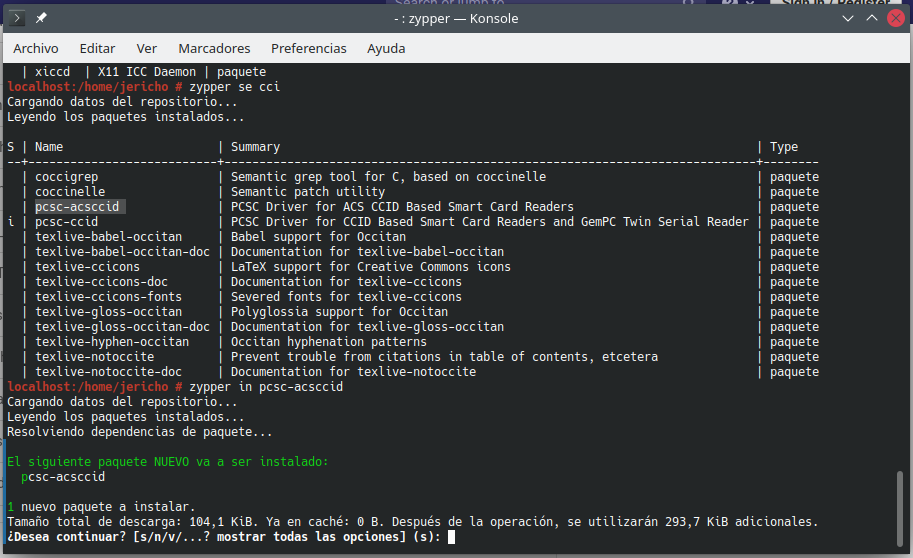 - : zypper — Konsole
Archivo Editar Ver Marcadores Preferencias Ayuda
| xiccd | X11 ICC Daemon | paquete
localhost:/home/jericho # zypper se cci
Cargando datos del repositorio...
Leyendo los paquetes instalados...
S | Name | Summary | Type
--+---------------------------+----------------------------------------------------------------------------+--------
| coccigrep | Semantic grep tool for C, based on coccinelle | paquete
| coccinelle | Semantic patch utility | paquete
| pcsc-acsccid | PCSC Driver for ACS CCID Based Smart Card Readers | paquete
i | pcsc-ccid | PCSC Driver for CCID Based Smart Card Readers and GemPC Twin Serial Reader | paquete
| texlive-babel-occitan | Babel support for Occitan | paquete
| texlive-babel-occitan-doc | Documentation for texlive-babel-occitan | paquete
| texlive-ccicons | LaTeX support for Creative Commons icons | paquete
| texlive-ccicons-doc | Documentation for texlive-ccicons | paquete
| texlive-ccicons-fonts | Severed fonts for texlive-ccicons | paquete
| texlive-gloss-occitan | Polyglossia support for Occitan | paquete
| texlive-gloss-occitan-doc | Documentation for texlive-gloss-occitan | paquete
| texlive-hyphen-occitan | Occitan hyphenation patterns | paquete
| texlive-notoccite | Prevent trouble from citations in table of contents, etcetera | paquete
| texlive-notoccite-doc | Documentation for texlive-notoccite | paquete
localhost:/home/jericho # zypper in pcsc-acsccid
Cargando datos del repositorio...
Leyendo los paquetes instalados...
Resolviendo dependencias de paquete...
El siguiente paquete NUEVO va a ser instalado:
pcsc-acsccid
1 nuevo paquete a instalar.
Tamaño total de descarga: 104,1 KiB. Ya en caché: 0 B. Después de la operación, se utilizarán 293,7 KiB adicionales.
¿Desea continuar? [s/n/v/...? mostrar todas las opciones] (s):